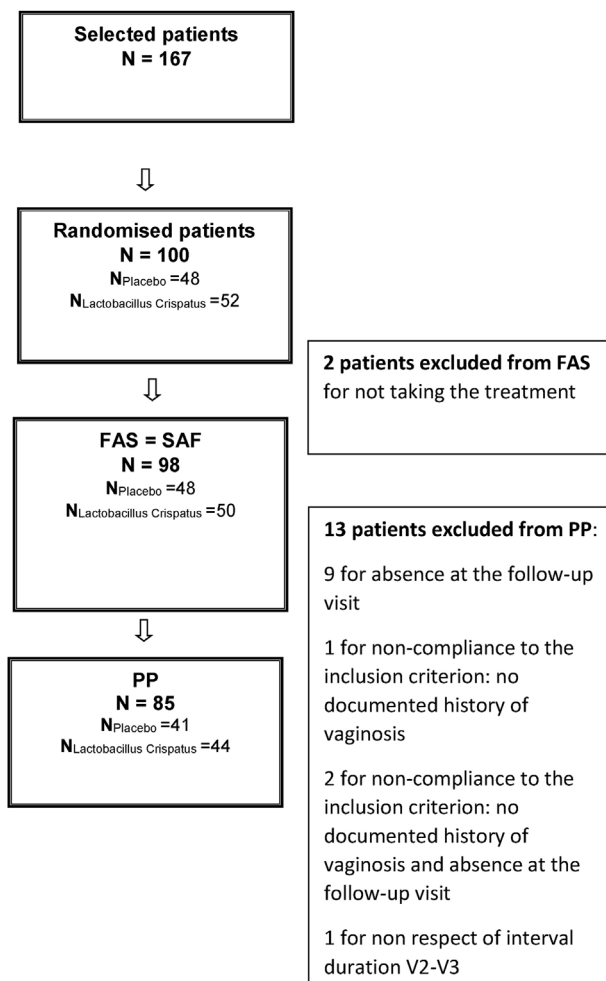 Selected patients
N = 167
⇩
Randomised patients
N = 100
NPlacebo =48
NLactobacillus Crispatus =52
2 patients excluded from FAS
for not taking the treatment
⇩
FAS = SAF
N = 98
NPlacebo =48
NLactobacillus Crispatus =50
13 patients excluded from PP:
9 for absence at the follow-up
visit
1 for non-compliance to the
inclusion criterion: no
documented history of
vaginosis
2 for non-compliance to the
inclusion criterion: no
documented history of
vaginosis and absence at the
follow-up visit
1 for non respect of interval
duration V2-V3
⇩
PP
N = 85
NPlacebo =41
NLactobacillus Crispatus =44